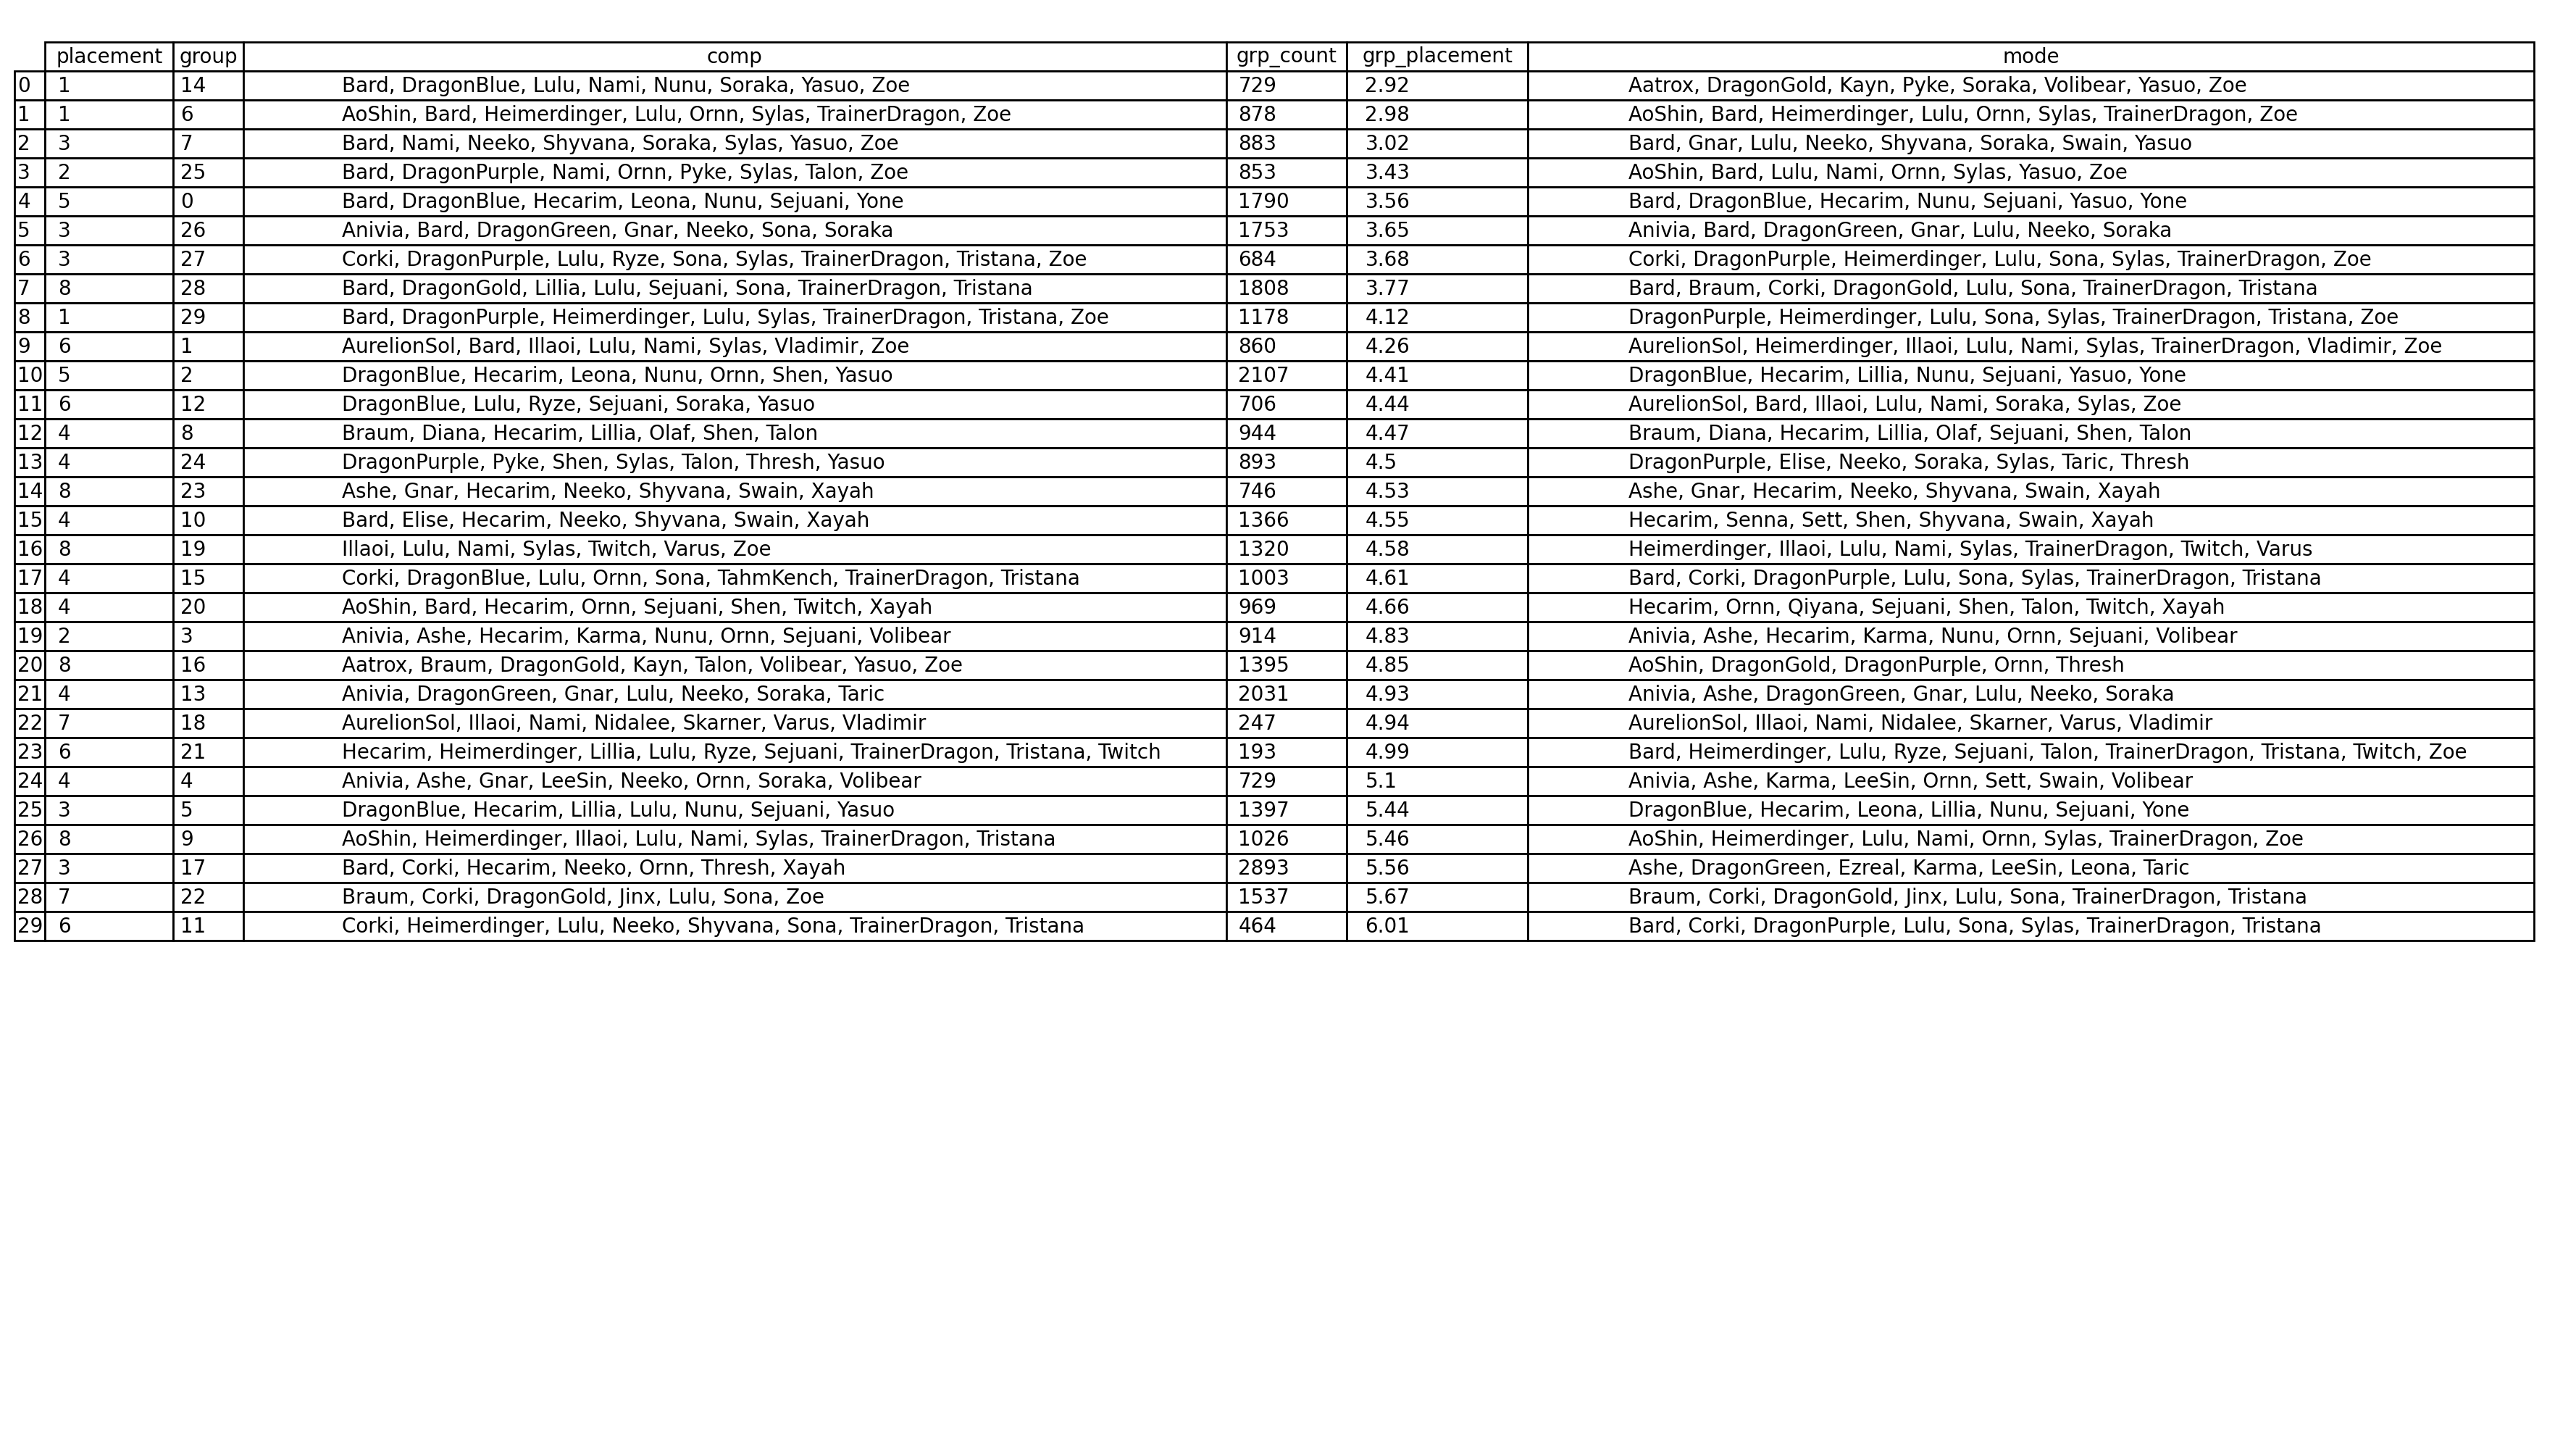 placement group comp grp_count grp_placement mode
0 1 14 Bard, DragonBlue, Lulu, Nami, Nunu, Soraka, Yasuo, Zoe 729 2.92 Aatrox, DragonGold, Kayn, Pyke, Soraka, Volibear, Yasuo, Zoe
1 1 6 AoShin, Bard, Heimerdinger, Lulu, Ornn, Sylas, TrainerDragon, Zoe 878 2.98 AoShin, Bard, Heimerdinger, Lulu, Ornn, Sylas, TrainerDragon, Zoe
2 3 7 Bard, Nami, Neeko, Shyvana, Soraka, Sylas, Yasuo, Zoe 883 3.02 Bard, Gnar, Lulu, Neeko, Shyvana, Soraka, Swain, Yasuo
3 2 25 Bard, DragonPurple, Nami, Ornn, Pyke, Sylas, Talon, Zoe 853 3.43 AoShin, Bard, Lulu, Nami, Ornn, Sylas, Yasuo, Zoe
4 5 0 Bard, DragonBlue, Hecarim, Leona, Nunu, Sejuani, Yone 1790 3.56 Bard, DragonBlue, Hecarim, Nunu, Sejuani, Yasuo, Yone
5 3 26 Anivia, Bard, DragonGreen, Gnar, Neeko, Sona, Soraka 1753 3.65 Anivia, Bard, DragonGreen, Gnar, Lulu, Neeko, Soraka
6 3 27 Corki, DragonPurple, Lulu, Ryze, Sona, Sylas, TrainerDragon, Tristana, Zoe 684 3.68 Corki, DragonPurple, Heimerdinger, Lulu, Sona, Sylas, TrainerDragon, Zoe
7 8 28 Bard, DragonGold, Lillia, Lulu, Sejuani, Sona, TrainerDragon, Tristana 1808 3.77 Bard, Braum, Corki, DragonGold, Lulu, Sona, TrainerDragon, Tristana
8 1 29 Bard, DragonPurple, Heimerdinger, Lulu, Sylas, TrainerDragon, Tristana, Zoe 1178 4.12 DragonPurple, Heimerdinger, Lulu, Sona, Sylas, TrainerDragon, Tristana, Zoe
9 6 1 AurelionSol, Bard, Illaoi, Lulu, Nami, Sylas, Vladimir, Zoe 860 4.26 AurelionSol, Heimerdinger, Illaoi, Lulu, Nami, Sylas, TrainerDragon, Vladimir, Zoe
10 5 2 DragonBlue, Hecarim, Leona, Nunu, Ornn, Shen, Yasuo 2107 4.41 DragonBlue, Hecarim, Lillia, Nunu, Sejuani, Yasuo, Yone
11 6 12 DragonBlue, Lulu, Ryze, Sejuani, Soraka, Yasuo 706 4.44 AurelionSol, Bard, Illaoi, Lulu, Nami, Soraka, Sylas, Zoe
12 4 8 Braum, Diana, Hecarim, Lillia, Olaf, Shen, Talon 944 4.47 Braum, Diana, Hecarim, Lillia, Olaf, Sejuani, Shen, Talon
13 4 24 DragonPurple, Pyke, Shen, Sylas, Talon, Thresh, Yasuo 893 4.5 DragonPurple, Elise, Neeko, Soraka, Sylas, Taric, Thresh
14 8 23 Ashe, Gnar, Hecarim, Neeko, Shyvana, Swain, Xayah 746 4.53 Ashe, Gnar, Hecarim, Neeko, Shyvana, Swain, Xayah
15 4 10 Bard, Elise, Hecarim, Neeko, Shyvana, Swain, Xayah 1366 4.55 Hecarim, Senna, Sett, Shen, Shyvana, Swain, Xayah
16 8 19 Illaoi, Lulu, Nami, Sylas, Twitch, Varus, Zoe 1320 4.58 Heimerdinger, Illaoi, Lulu, Nami, Sylas, TrainerDragon, Twitch, Varus
17 4 15 Corki, DragonBlue, Lulu, Ornn, Sona, TahmKench, TrainerDragon, Tristana 1003 4.61 Bard, Corki, DragonPurple, Lulu, Sona, Sylas, TrainerDragon, Tristana
18 4 20 AoShin, Bard, Hecarim, Ornn, Sejuani, Shen, Twitch, Xayah 969 4.66 Hecarim, Ornn, Qiyana, Sejuani, Shen, Talon, Twitch, Xayah
19 2 3 Anivia, Ashe, Hecarim, Karma, Nunu, Ornn, Sejuani, Volibear 914 4.83 Anivia, Ashe, Hecarim, Karma, Nunu, Ornn, Sejuani, Volibear
20 8 16 Aatrox, Braum, DragonGold, Kayn, Talon, Volibear, Yasuo, Zoe 1395 4.85 AoShin, DragonGold, DragonPurple, Ornn, Thresh
21 4 13 Anivia, DragonGreen, Gnar, Lulu, Neeko, Soraka, Taric 2031 4.93 Anivia, Ashe, DragonGreen, Gnar, Lulu, Neeko, Soraka
22 7 18 AurelionSol, Illaoi, Nami, Nidalee, Skarner, Varus, Vladimir 247 4.94 AurelionSol, Illaoi, Nami, Nidalee, Skarner, Varus, Vladimir
23 6 21 Hecarim, Heimerdinger, Lillia, Lulu, Ryze, Sejuani, TrainerDragon, Tristana, Twitch 193 4.99 Bard, Heimerdinger, Lulu, Ryze, Sejuani, Talon, TrainerDragon, Tristana, Twitch, Zoe
24 4 4 Anivia, Ashe, Gnar, LeeSin, Neeko, Ornn, Soraka, Volibear 729 5.1 Anivia, Ashe, Karma, LeeSin, Ornn, Sett, Swain, Volibear
25 3 5 DragonBlue, Hecarim, Lillia, Lulu, Nunu, Sejuani, Yasuo 1397 5.44 DragonBlue, Hecarim, Leona, Lillia, Nunu, Sejuani, Yone
26 8 9 AoShin, Heimerdinger, Illaoi, Lulu, Nami, Sylas, TrainerDragon, Tristana 1026 5.46 AoShin, Heimerdinger, Lulu, Nami, Ornn, Sylas, TrainerDragon, Zoe
27 3 17 Bard, Corki, Hecarim, Neeko, Ornn, Thresh, Xayah 2893 5.56 Ashe, DragonGreen, Ezreal, Karma, LeeSin, Leona, Taric
28 7 22 Braum, Corki, DragonGold, Jinx, Lulu, Sona, Zoe 1537 5.67 Braum, Corki, DragonGold, Jinx, Lulu, Sona, TrainerDragon, Tristana
29 6 11 Corki, Heimerdinger, Lulu, Neeko, Shyvana, Sona, TrainerDragon, Tristana 464 6.01 Bard, Corki, DragonPurple, Lulu, Sona, Sylas, TrainerDragon, Tristana